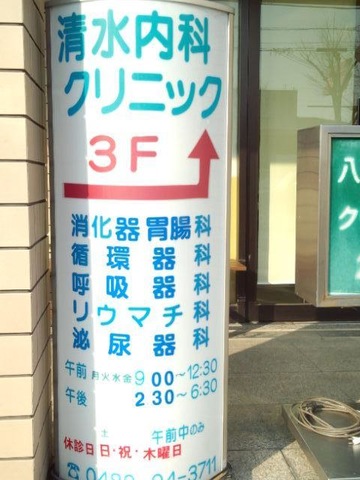 清水内科
クリニック
3F
消化器 胃腸科
循環器科
呼吸器科
リウマチ科
泌尿器科
午前 月火水金 9 00〜12:30
午後 2 30〜6:30
土 午前中のみ
休診日 日・祝・木曜日
八
ク